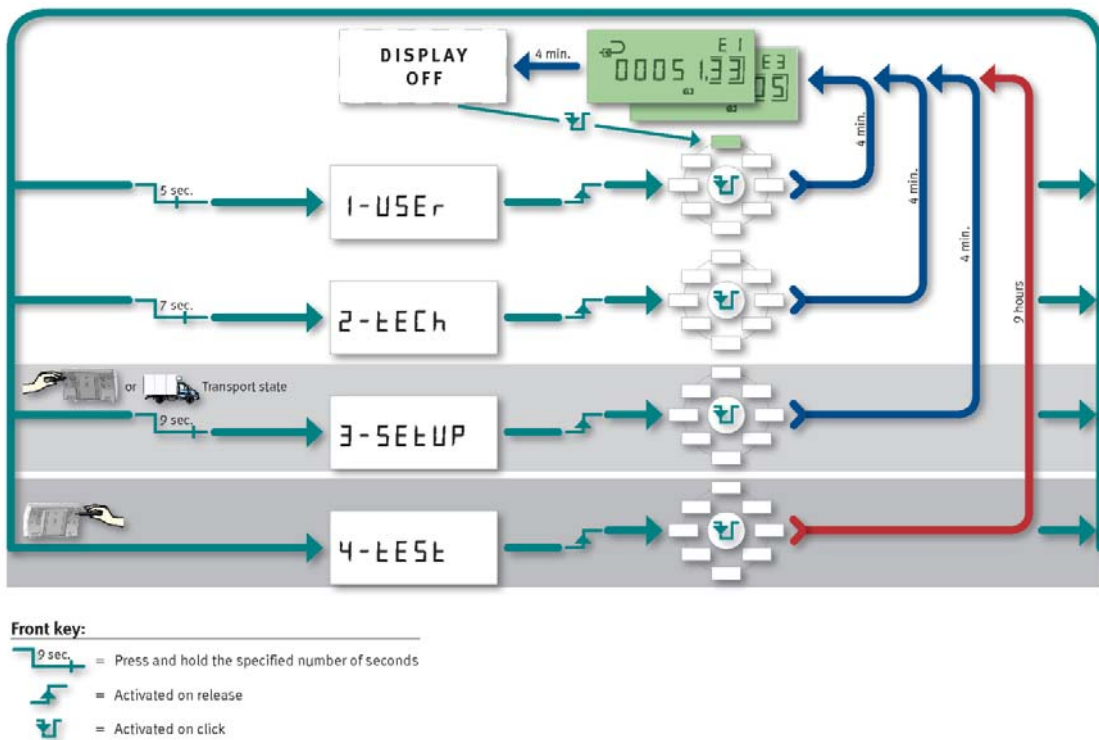 DISPLAY
OFF
4 min.
E1
00051.33
E3
05
5 sec.
1-USEr
4 min.
7 sec.
2-tECh
4 min.
or
Transport state
9 sec.
3-SEtUP
4 min.
9 hours
4-tESt
Front key:
9 sec. = Press and hold the specified number of seconds
= Activated on release
= Activated on click